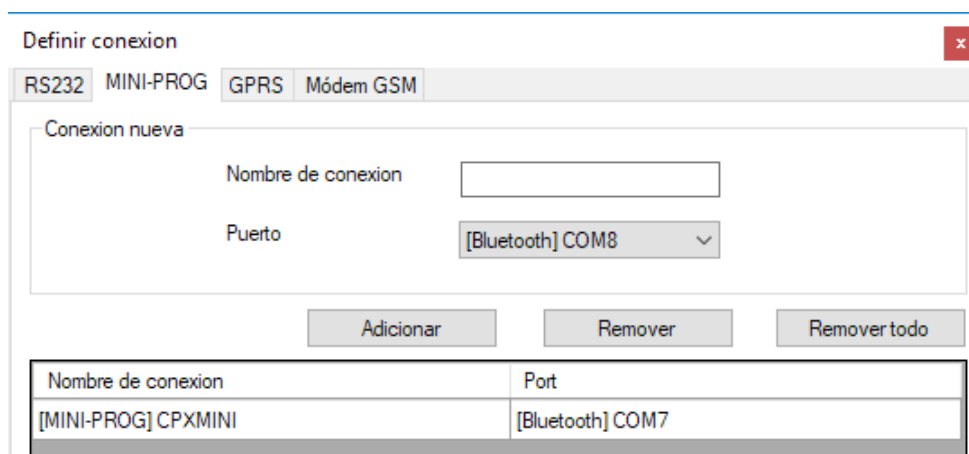 Definir conexion
x
RS232 MINI-PROG GPRS Módem GSM
Conexion nueva
Nombre de conexion
Puerto [Bluetooth] COM8
Adicionar Remover Remover todo
Nombre de conexion Port
[MINI-PROG] CPXMINI [Bluetooth] COM7